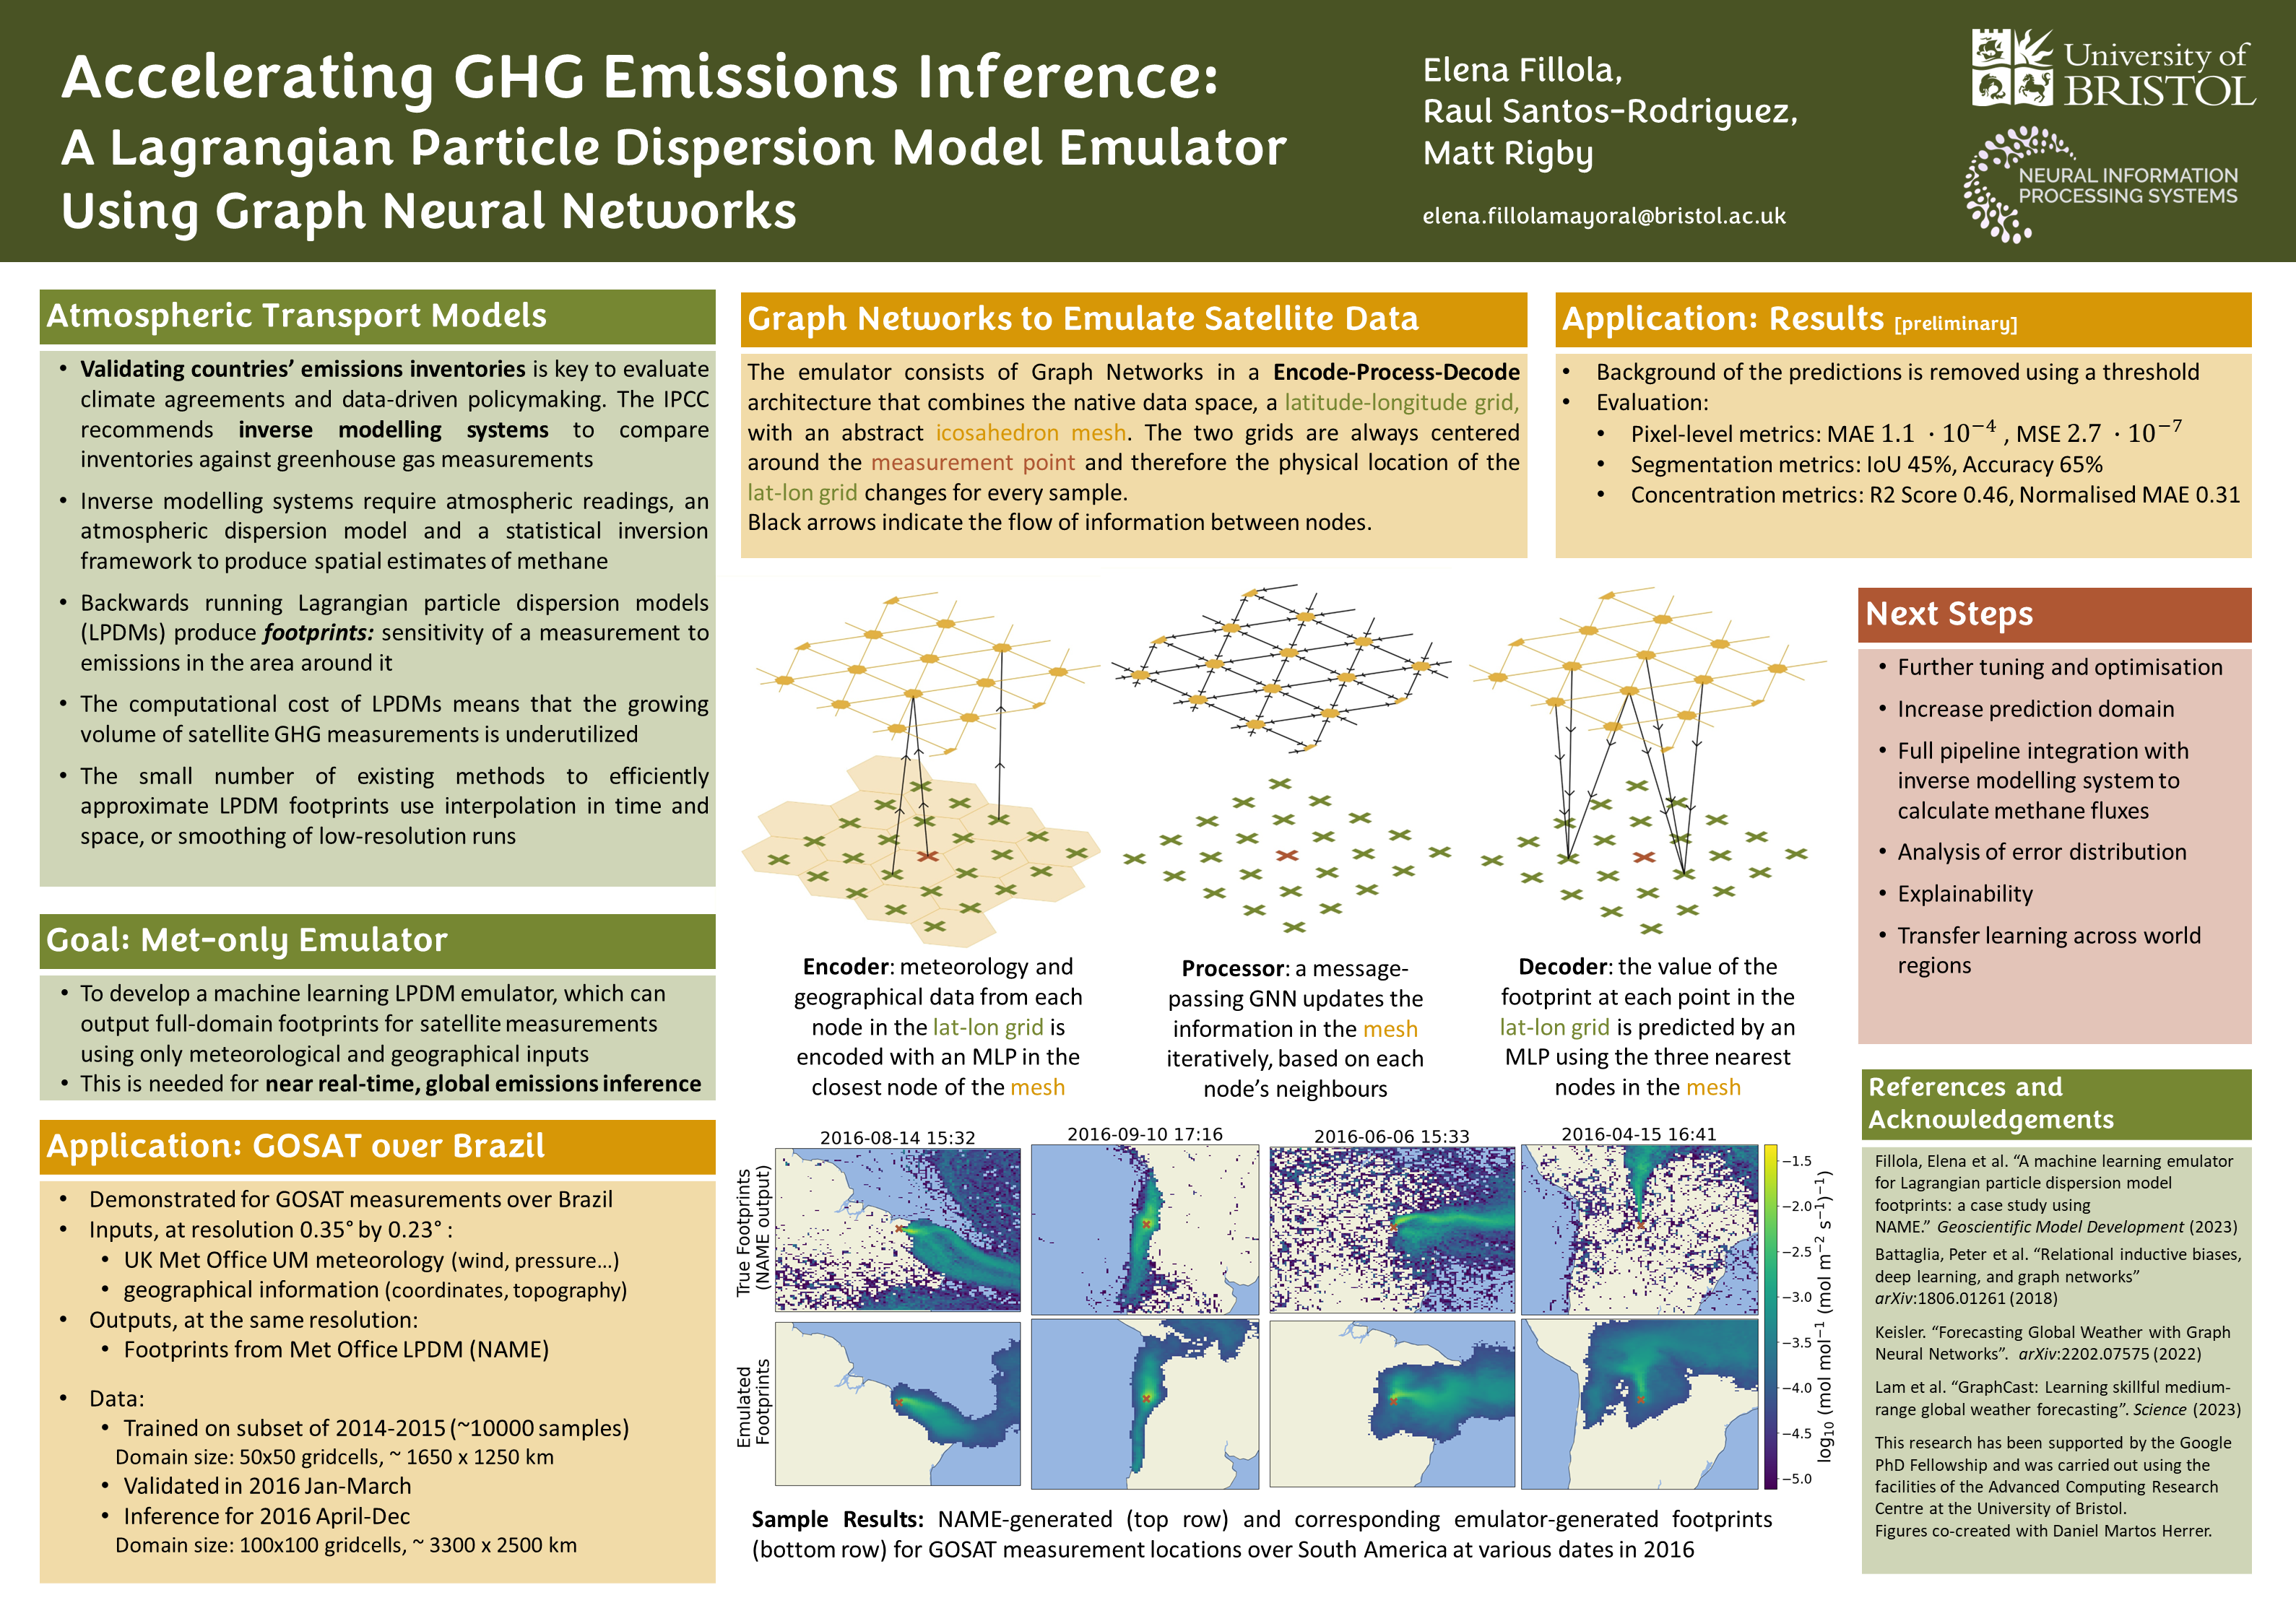 Accelerating GHG Emissions Inference:
A Lagrangian Particle Dispersion Model Emulator
Using Graph Neural Networks
Elena Fillola,
Raul Santos-Rodriguez,
Matt Rigby
elena.fillolamayoral@bristol.ac.uk
University of
BRISTOL
NEURAL INFORMATION
PROCESSING SYSTEMS
Atmospheric Transport Models
• Validating countries' emissions inventories is key to evaluate
climate agreements and data-driven policymaking. The IPCC
recommends inverse modelling systems to compare
inventories against greenhouse gas measurements
• Inverse modelling systems require atmospheric readings, an
atmospheric dispersion model and a statistical inversion
framework to produce spatial estimates of methane
• Backwards running Lagrangian particle dispersion models
(LPDMs) produce footprints: sensitivity of a measurement to
emissions in the area around it
• The computational cost of LPDMs means that the growing
volume of satellite GHG measurements is underutilized
• The small number of existing methods to efficiently
approximate LPDM footprints use interpolation in time and
space, or smoothing of low-resolution runs
Goal: Met-only Emulator
• To develop a machine learning LPDM emulator, which can
output full-domain footprints for satellite measurements
using only meteorological and geographical inputs
• This is needed for near real-time, global emissions inference
Application: GOSAT over Brazil
• Demonstrated for GOSAT measurements over Brazil
• Inputs, at resolution 0.35° by 0.23° :
• UK Met Office UM meteorology (wind, pressure...)
• geographical information (coordinates, topography)
• Outputs, at the same resolution:
• Footprints from Met Office LPDM (NAME)
• Data:
• Trained on subset of 2014-2015 (~10000 samples)
Domain size: 50x50 gridcells, ~ 1650 x 1250 km
• Validated in 2016 Jan-March
• Inference for 2016 April-Dec
Domain size: 100x100 gridcells, ~ 3300 x 2500 km
Graph Networks to Emulate Satellite Data
The emulator consists of Graph Networks in a Encode-Process-Decode
architecture that combines the native data space, a latitude-longitude grid,
with an abstract icosahedron mesh. The two grids are always centered
around the measurement point and therefore the physical location of the
lat-lon grid changes for every sample.
Black arrows indicate the flow of information between nodes.
Encoder: meteorology and
geographical data from each
node in the lat-lon grid is
encoded with an MLP in the
closest node of the mesh
Processor: a message-
passing GNN updates the
information in the mesh
iteratively, based on each
node's neighbours
Decoder: the value of the
footprint at each point in the
lat-lon grid is predicted by an
MLP using the three nearest
nodes in the mesh
2016-08-14 15:32
2016-09-10 17:16
2016-06-06 15:33
2016-04-15 16:41
True Footprints
(NAME output)
Emulated
Footprints
−1.5
−2.0
−2.5
−3.0
−3.5
−4.0
−4.5
−5.0
log₁₀ (mol mol⁻¹ (mol m⁻² s⁻¹)⁻¹)
Sample Results: NAME-generated (top row) and corresponding emulator-generated footprints
(bottom row) for GOSAT measurement locations over South America at various dates in 2016
Application: Results [preliminary]
• Background of the predictions is removed using a threshold
• Evaluation:
• Pixel-level metrics: MAE 1.1 · 10⁻⁴ , MSE 2.7 · 10⁻⁷
• Segmentation metrics: IoU 45%, Accuracy 65%
• Concentration metrics: R2 Score 0.46, Normalised MAE 0.31
Next Steps
• Further tuning and optimisation
• Increase prediction domain
• Full pipeline integration with
inverse modelling system to
calculate methane fluxes
• Analysis of error distribution
• Explainability
• Transfer learning across world
regions
References and
Acknowledgements
Fillola, Elena et al. "A machine learning emulator
for Lagrangian particle dispersion model
footprints: a case study using
NAME." Geoscientific Model Development (2023)
Battaglia, Peter et al. "Relational inductive biases,
deep learning, and graph networks"
arXiv:1806.01261 (2018)
Keisler. "Forecasting Global Weather with Graph
Neural Networks". arXiv:2202.07575 (2022)
Lam et al. "GraphCast: Learning skillful medium-
range global weather forecasting". Science (2023)
This research has been supported by the Google
PhD Fellowship and was carried out using the
facilities of the Advanced Computing Research
Centre at the University of Bristol.
Figures co-created with Daniel Martos Herrer.